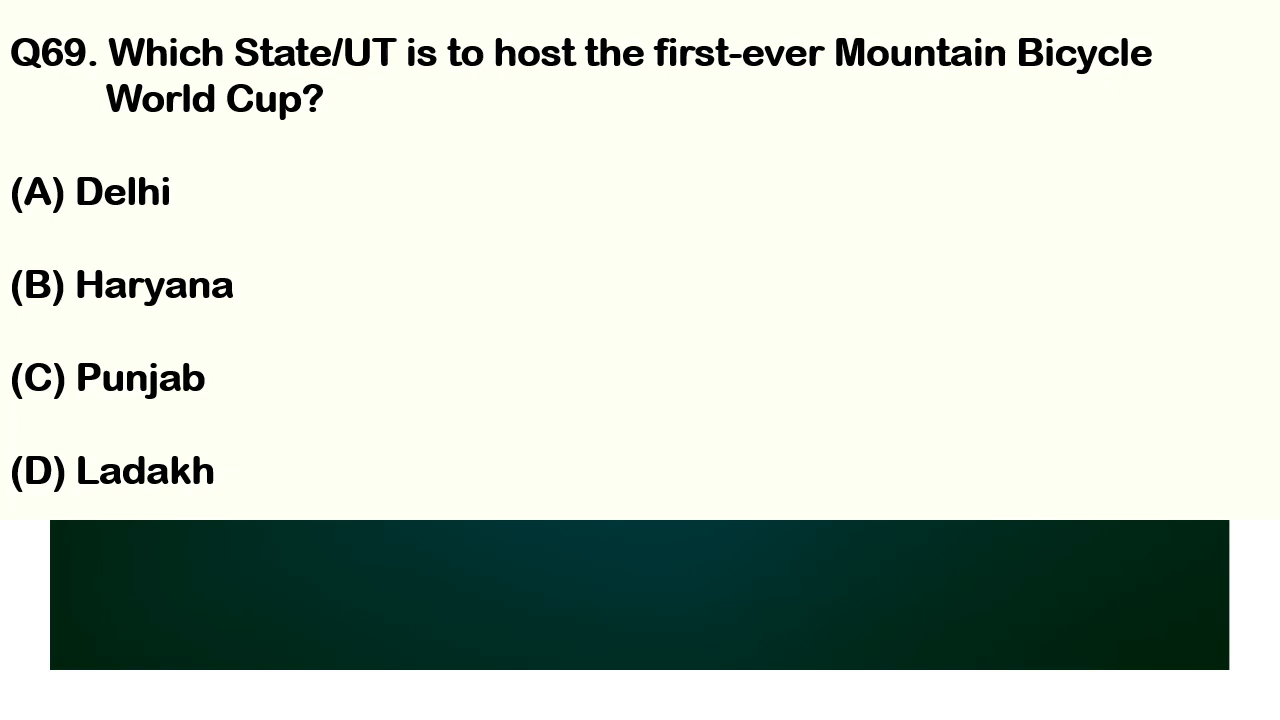 Q69. Which State/UT is to host the first-ever Mountain Bicycle
World Cup?
(A) Delhi
(B) Haryana
(C) Punjab
(D) Ladakh